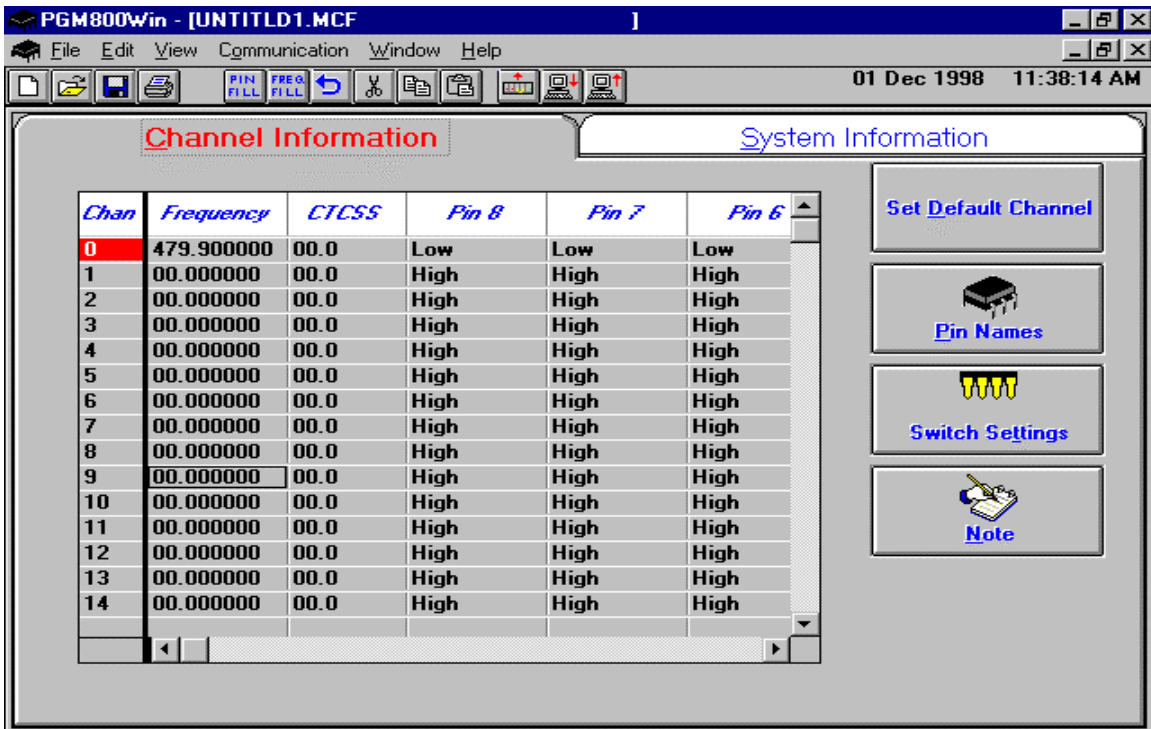 PGM800Win - [UNTITLD1.MCF ]
File Edit View Communication Window Help
PIN FILL FREQ FILL 01 Dec 1998 11:38:14 AM
Channel Information System Information
Chan Frequency CTCSS Pin 8 Pin 7 Pin 6
0 479.900000 00.0 Low Low Low
1 00.000000 00.0 High High High
2 00.000000 00.0 High High High
3 00.000000 00.0 High High High
4 00.000000 00.0 High High High
5 00.000000 00.0 High High High
6 00.000000 00.0 High High High
7 00.000000 00.0 High High High
8 00.000000 00.0 High High High
9 00.000000 00.0 High High High
10 00.000000 00.0 High High High
11 00.000000 00.0 High High High
12 00.000000 00.0 High High High
13 00.000000 00.0 High High High
14 00.000000 00.0 High High High
Set Default Channel
Pin Names
Switch Settings
Note